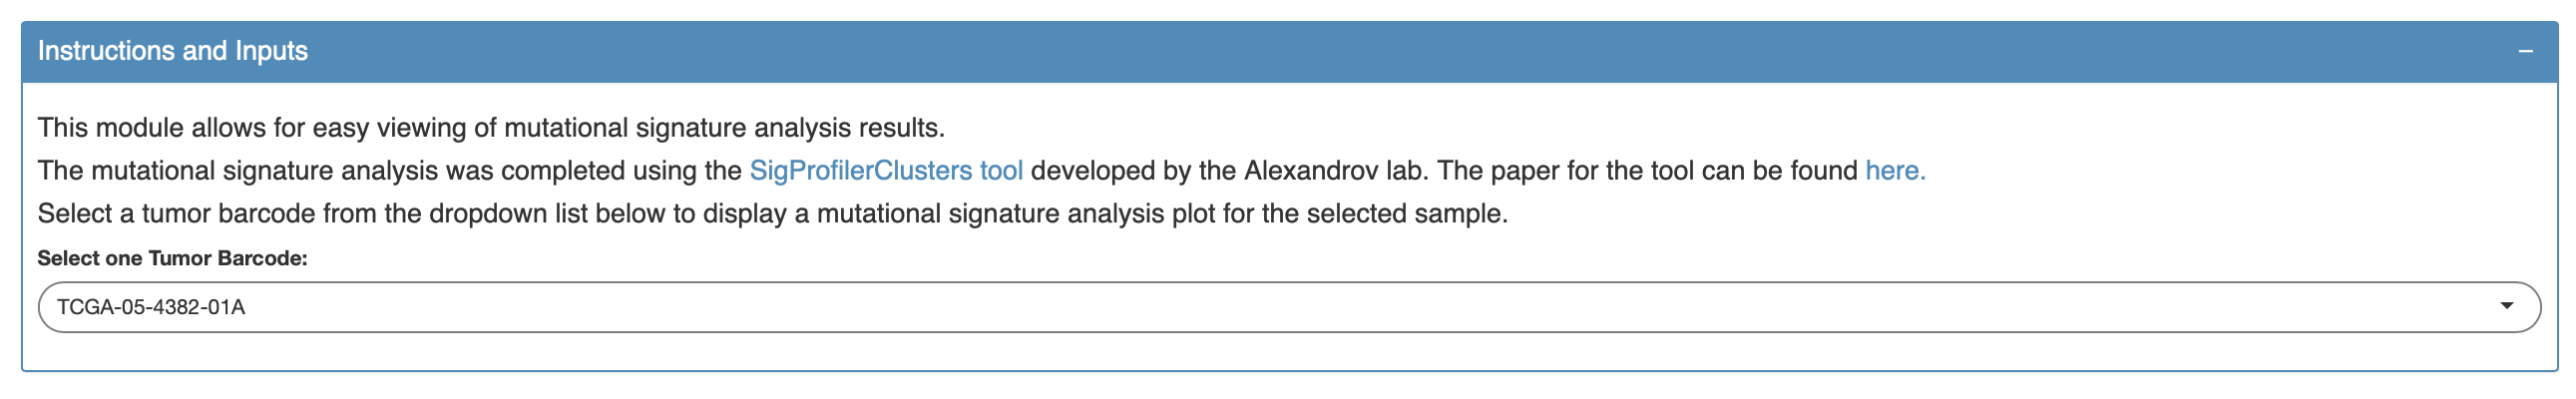 Instructions and Inputs
This module allows for easy viewing of mutational signature analysis results.
The mutational signature analysis was completed using the SigProfilerClusters tool developed by the Alexandrov lab. The paper for the tool can be found here.
Select a tumor barcode from the dropdown list below to display a mutational signature analysis plot for the selected sample.
Select one Tumor Barcode:
TCGA-05-4382-01A